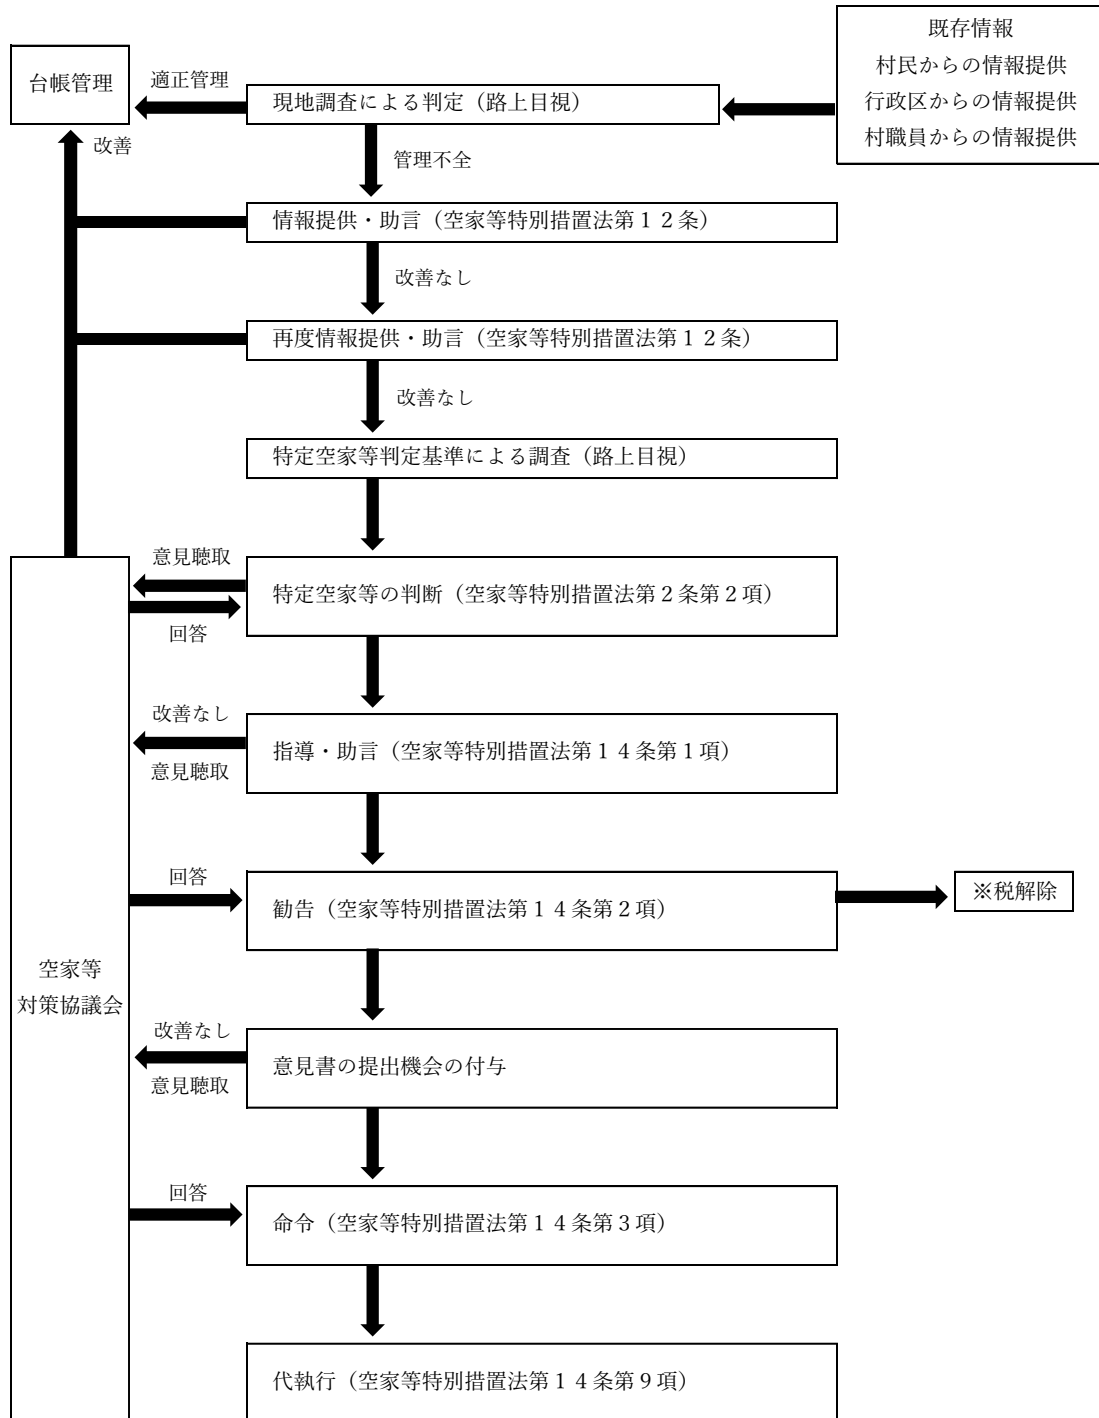 既存情報
村民からの情報提供
行政区からの情報提供
村職員からの情報提供
台帳管理
適正管理
現地調査による判定（路上目視）
改善
管理不全
情報提供・助言（空家等特別措置法第１２条）
改善なし
再度情報提供・助言（空家等特別措置法第１２条）
改善なし
特定空家等判定基準による調査（路上目視）
意見聴取
特定空家等の判断（空家等特別措置法第２条第２項）
回答
改善なし
指導・助言（空家等特別措置法第１４条第１項）
意見聴取
回答
勧告（空家等特別措置法第１４条第２項）
※税解除
空家等
対策協議会
改善なし
意見書の提出機会の付与
意見聴取
回答
命令（空家等特別措置法第１４条第３項）
代執行（空家等特別措置法第１４条第９項）